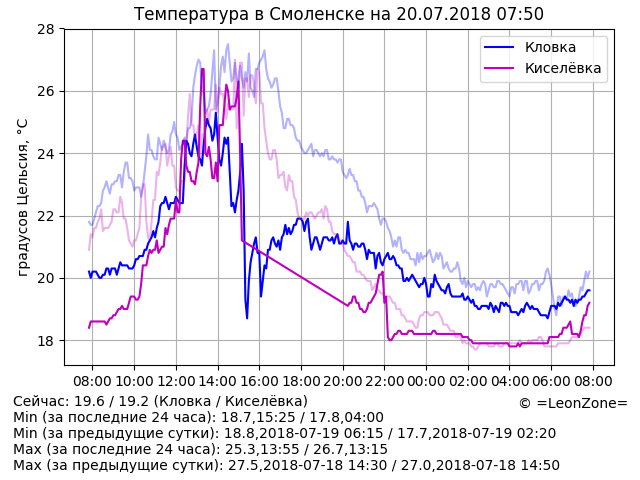 Температура в Смоленске на 20.07.2018 07:50
градусов Цельсия, °C
28
26
24
22
20
18
Кловка
Киселёвка
08:00 10:00 12:00 14:00 16:00 18:00 20:00 22:00 00:00 02:00 04:00 06:00 08:00
Сейчас: 19.6 / 19.2 (Кловка / Киселёвка)
© =LeonZone=
Min (за последние 24 часа): 18.7,15:25 / 17.8,04:00
Min (за предыдущие сутки): 18.8,2018-07-19 06:15 / 17.7,2018-07-19 02:20
Max (за последние 24 часа): 25.3,13:55 / 26.7,13:15
Max (за предыдущие сутки): 27.5,2018-07-18 14:30 / 27.0,2018-07-18 14:50